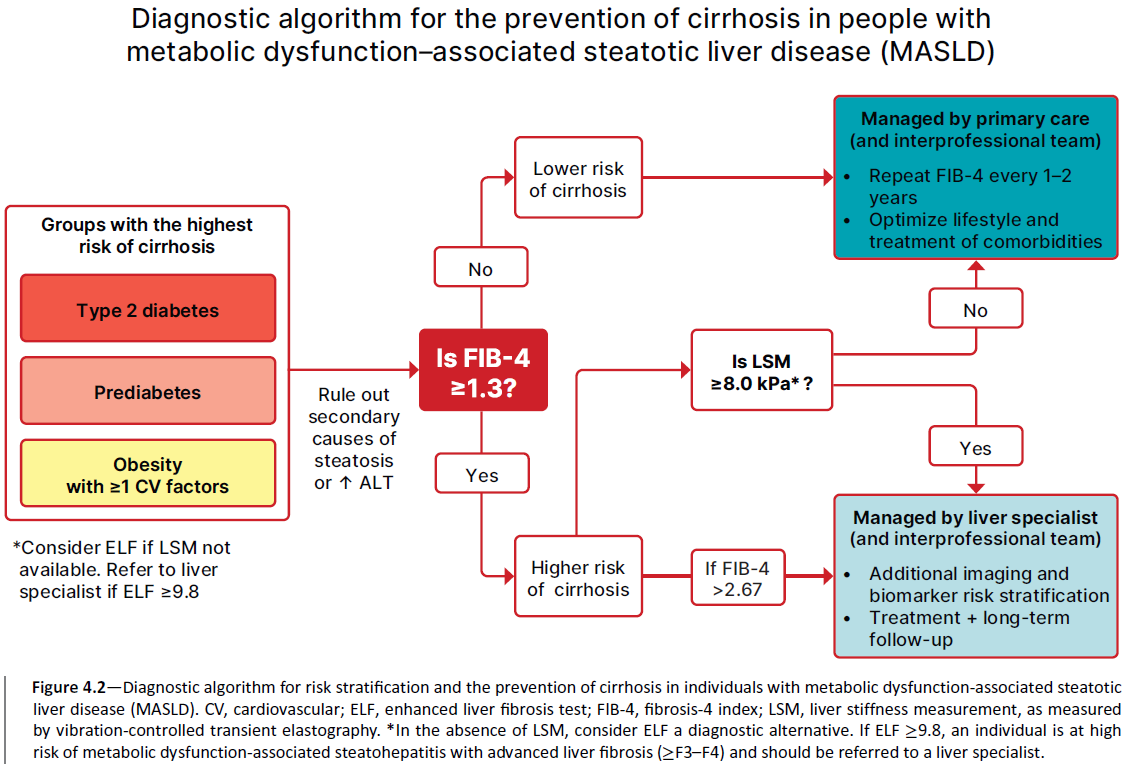 Diagnostic algorithm for the prevention of cirrhosis in people with
metabolic dysfunction–associated steatotic liver disease (MASLD)
Groups with the highest
risk of cirrhosis
Type 2 diabetes
Prediabetes
Obesity
with ≥1 CV factors
*Consider ELF if LSM not
available. Refer to liver
specialist if ELF ≥9.8
Rule out
secondary
causes of
steatosis
or ↑ ALT
Is FIB-4
≥1.3?
No
Lower risk
of cirrhosis
Yes
Higher risk
of cirrhosis
If FIB-4
>2.67
Is LSM
≥8.0 kPa*?
No
Yes
Managed by primary care
(and interprofessional team)
• Repeat FIB-4 every 1–2
years
• Optimize lifestyle and
treatment of comorbidities
Managed by liver specialist
(and interprofessional team)
• Additional imaging and
biomarker risk stratification
• Treatment + long-term
follow-up
Figure 4.2—Diagnostic algorithm for risk stratification and the prevention of cirrhosis in individuals with metabolic dysfunction-associated steatotic
liver disease (MASLD). CV, cardiovascular; ELF, enhanced liver fibrosis test; FIB-4, fibrosis-4 index; LSM, liver stiffness measurement, as measured
by vibration-controlled transient elastography. *In the absence of LSM, consider ELF a diagnostic alternative. If ELF ≥9.8, an individual is at high
risk of metabolic dysfunction-associated steatohepatitis with advanced liver fibrosis (≥F3–F4) and should be referred to a liver specialist.